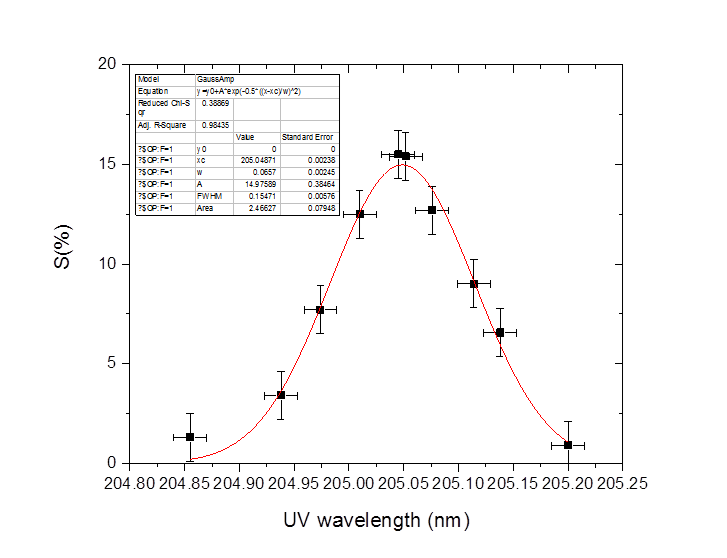 20
15
10
5
0
S(%)
Model GaussAmp
Equation y =y0+A*exp(-0.5*((x-xc)/w)^2)
Reduced Chi-S
qr 0.38869
Adj. R-Square 0.98435
Value Standard Error
?$OP:F=1 y0 0 0
?$OP:F=1 xc 205.04871 0.00238
?$OP:F=1 w 0.0657 0.00245
?$OP:F=1 A 14.97589 0.38464
?$OP:F=1 FWHM 0.15471 0.00576
?$OP:F=1 Area 2.46627 0.07948
204.80 204.85 204.90 204.95 205.00 205.05 205.10 205.15 205.20 205.25
UV wavelength (nm)